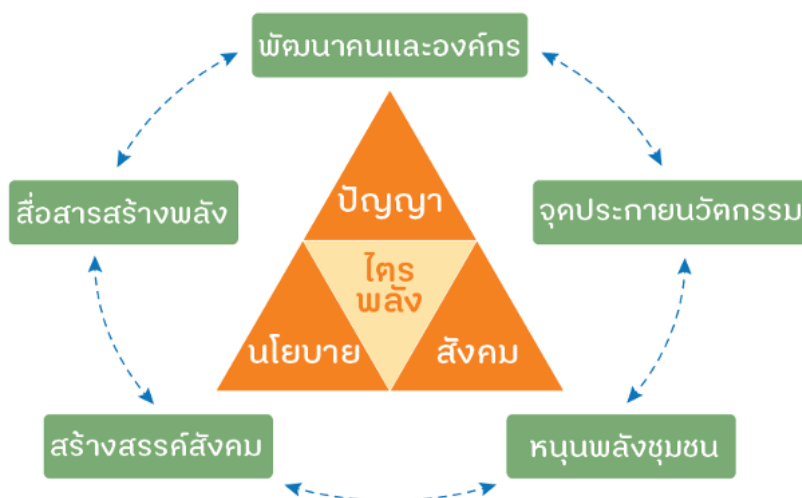 พัฒนาคนและองค์กร
สื่อสารสร้างพลัง
ปัญญา
จุดประกายนวัตกรรม
ไตร
พลัง
นโยบาย
สังคม
สร้างสรรค์สังคม
หนุนพลังชุมชน